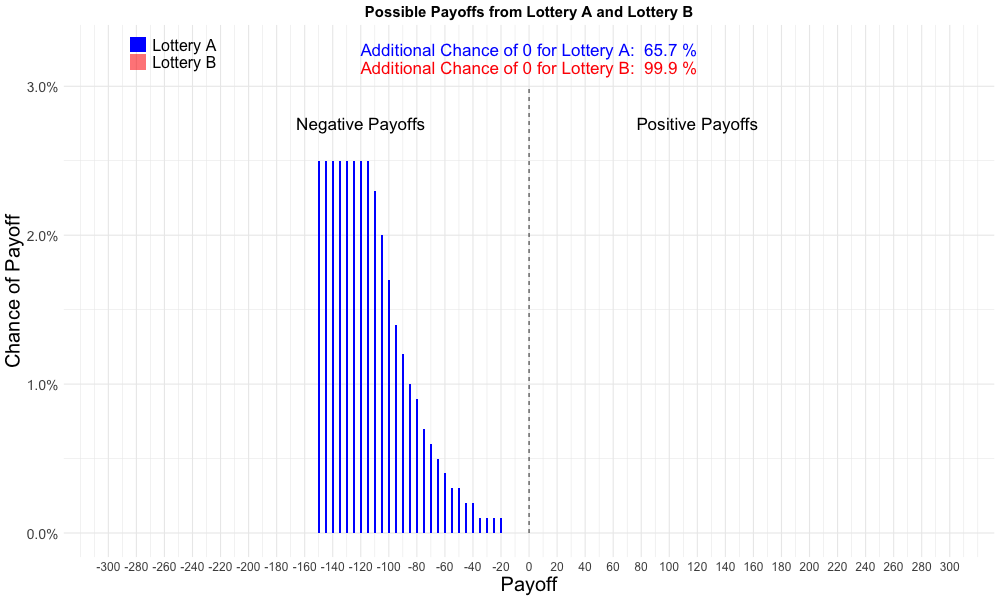 Possible Payoffs from Lottery A and Lottery B
Lottery A
Lottery B
Additional Chance of 0 for Lottery A: 65.7 %
Additional Chance of 0 for Lottery B: 99.9 %
Negative Payoffs
Positive Payoffs
Chance of Payoff
3.0%
2.0%
1.0%
0.0%
-300 -280 -260 -240 -220 -200 -180 -160 -140 -120 -100 -80 -60 -40 -20 0 20 40 60 80 100 120 140 160 180 200 220 240 260 280 300
Payoff